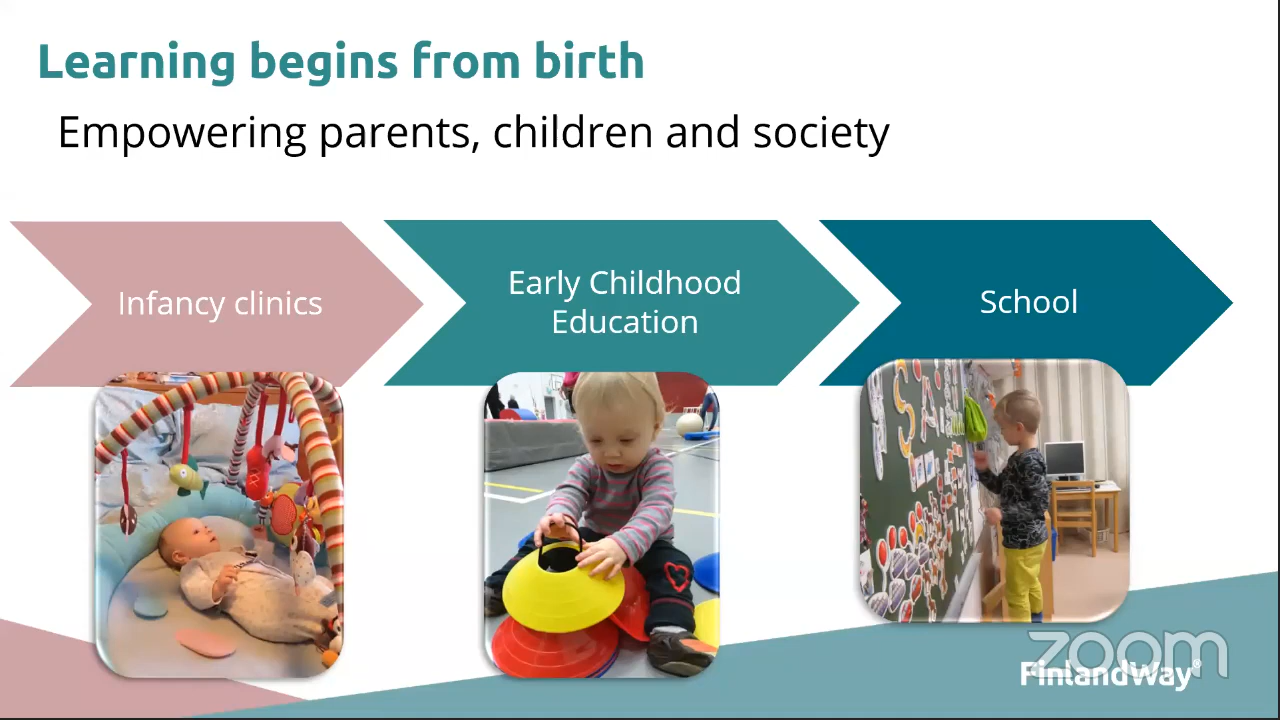 Learning begins from birth
Empowering parents, children and society
Infancy clinics
Early Childhood
Education
School
zoom
FinlandWay®